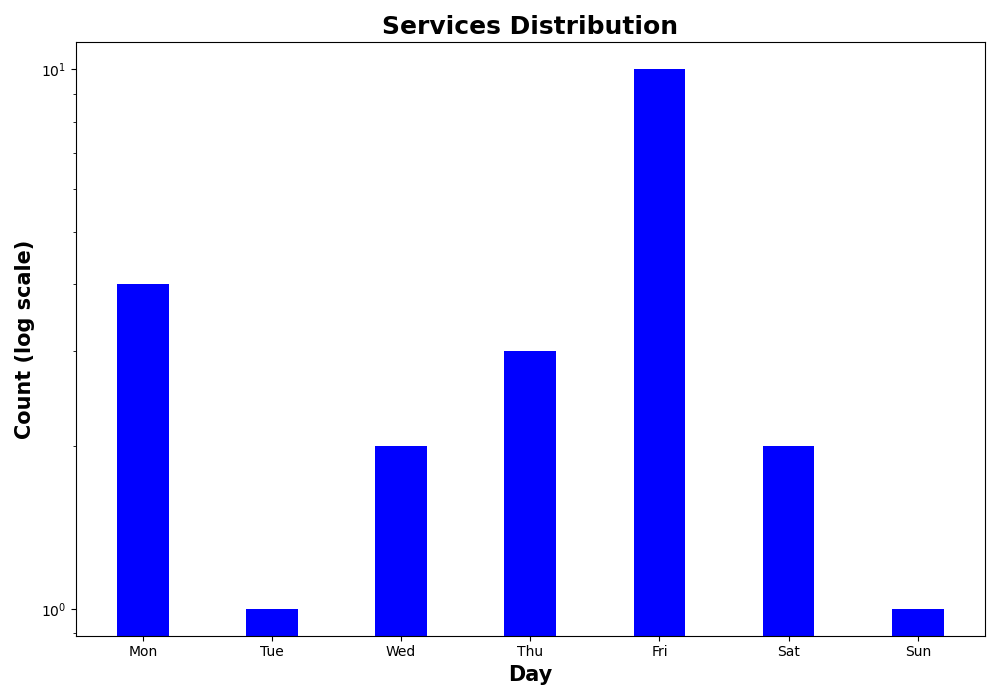 Services Distribution
Count (log scale)
10¹
10⁰
Mon Tue Wed Thu Fri Sat Sun
Day